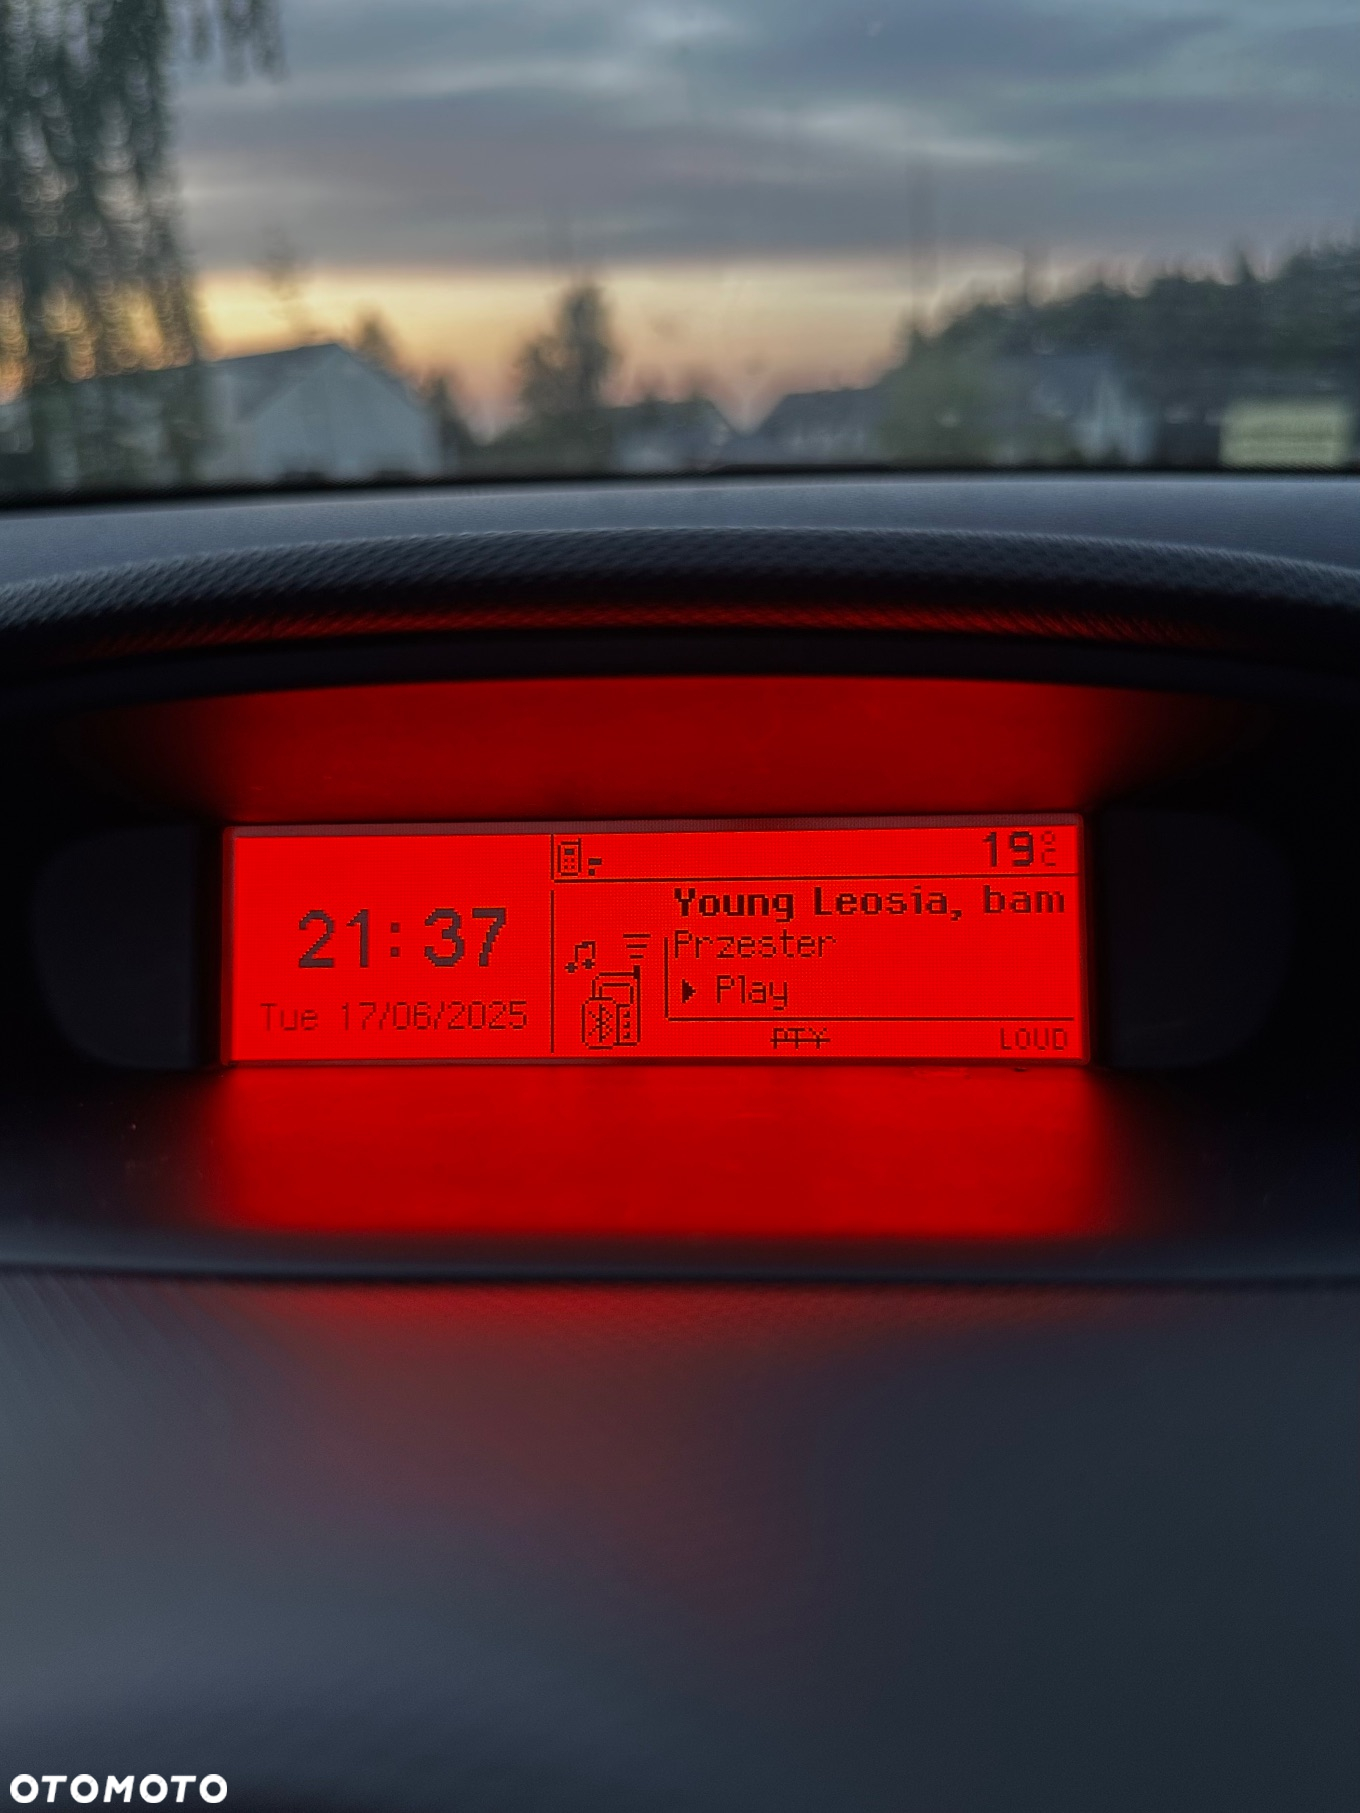 19°C
21:37
Tue 17/06/2025
Young Leosia, bam
Przester
Play
PTY
LOUD
OTOMOTO